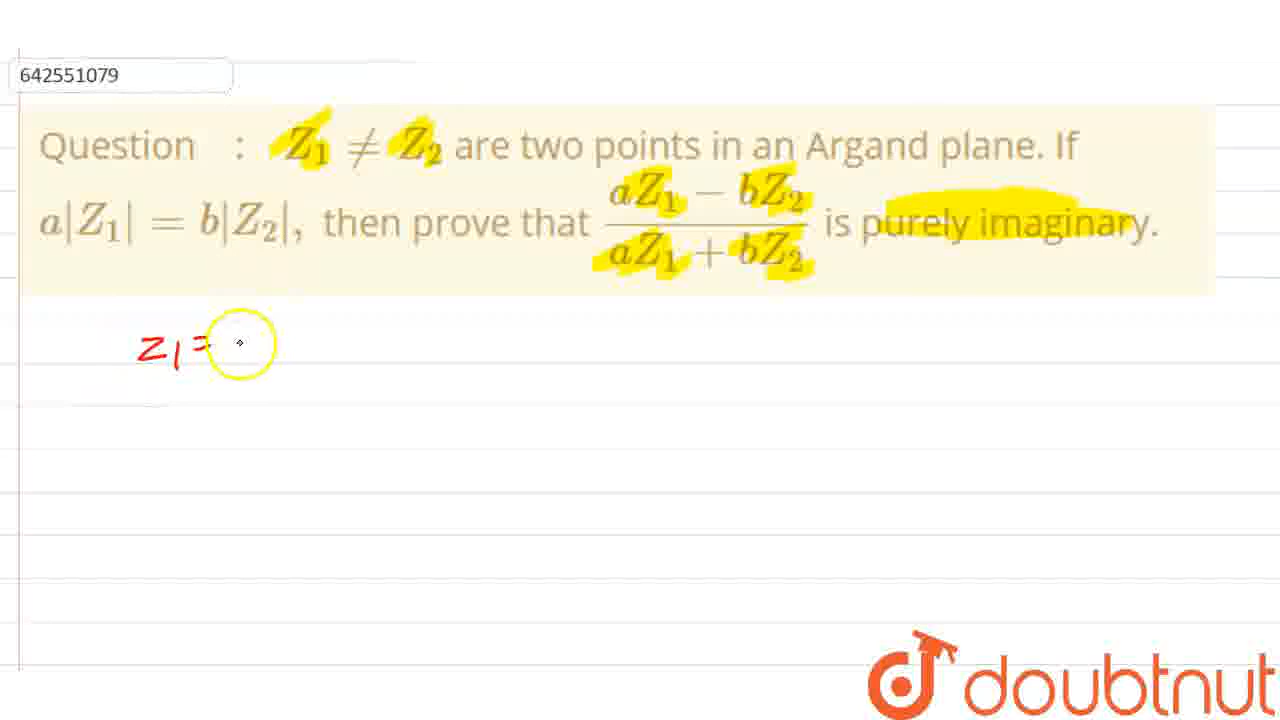 642551079
Question : Z₁ ≠ Z₂ are two points in an Argand plane. If
a|Z₁| = b|Z₂|, then prove that (aZ₁ − bZ₂)/(aZ₁ + bZ₂) is purely imaginary.
z₁ =
doubtnut